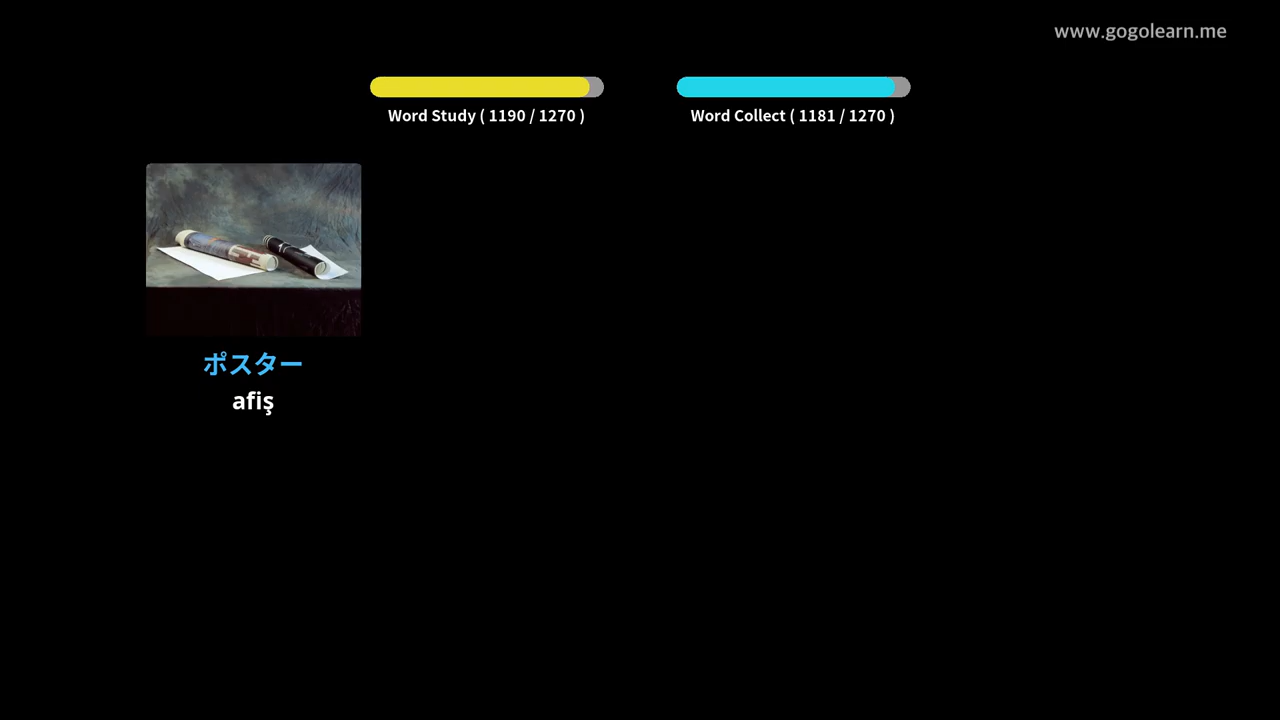 www.gogolearn.me
Word Study ( 1190 / 1270 )
Word Collect ( 1181 / 1270 )
ポスター
afiş